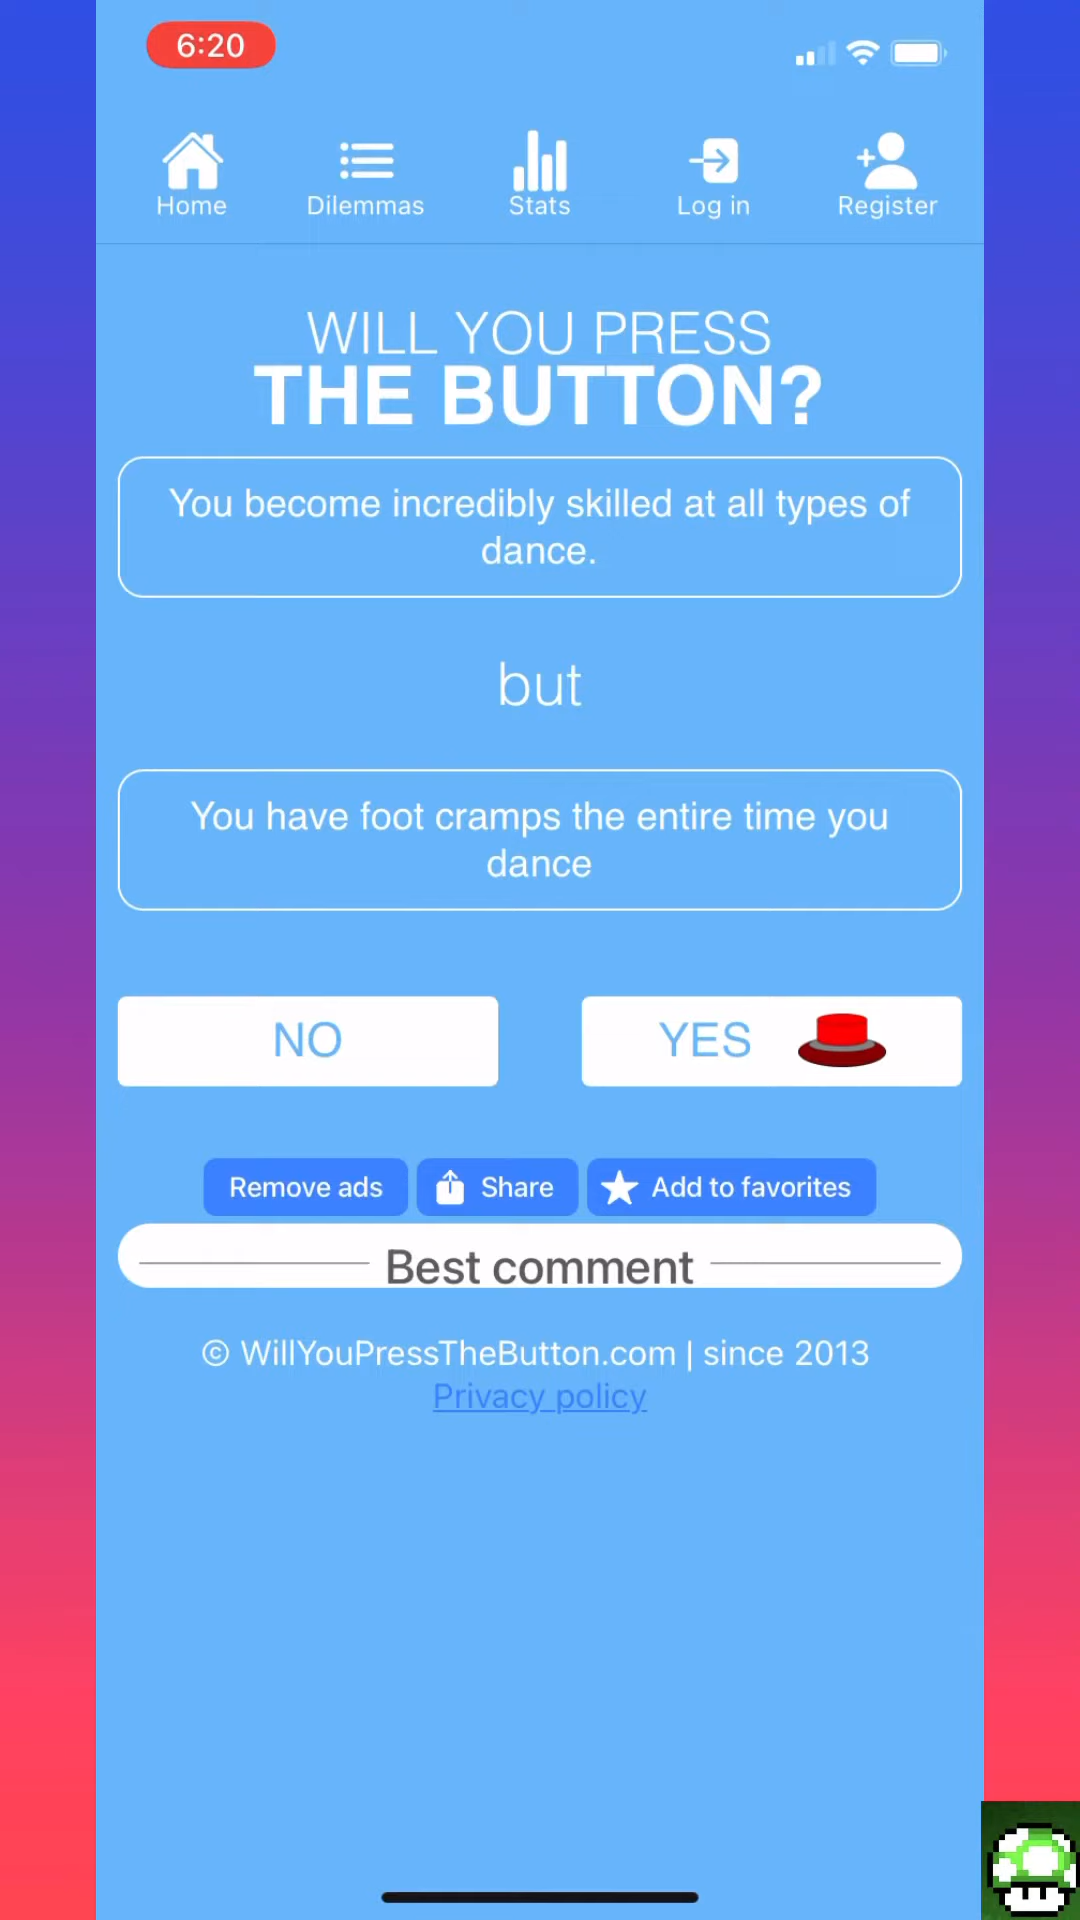 6:20
Home Dilemmas Stats Log in Register
WILL YOU PRESS
THE BUTTON?
You become incredibly skilled at all types of
dance.
but
You have foot cramps the entire time you
dance
NO YES
Remove ads Share Add to favorites
Best comment
© WillYouPressTheButton.com | since 2013
Privacy policy